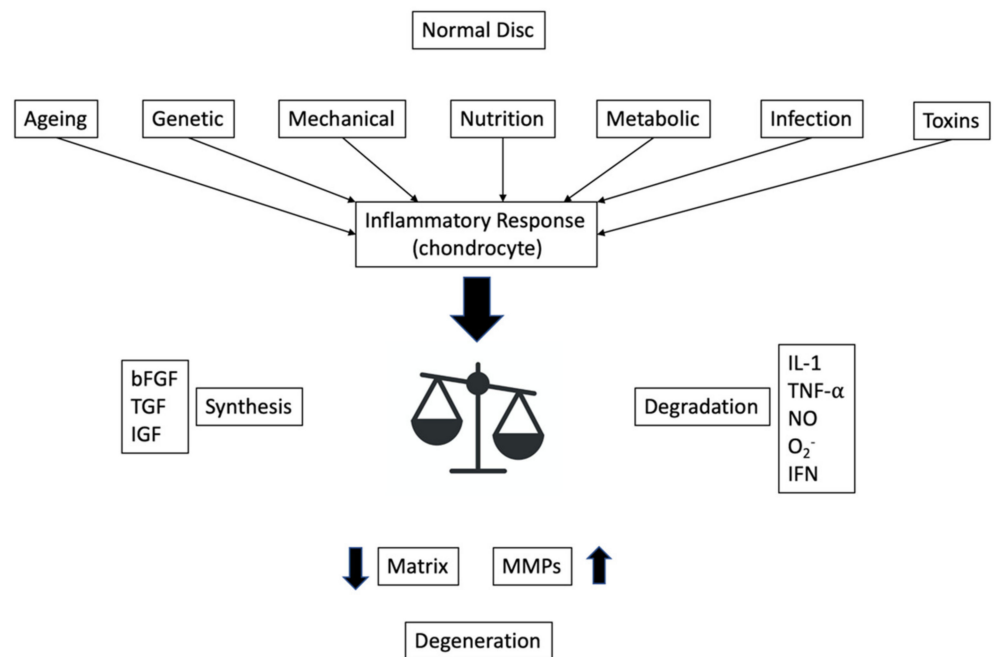 Normal Disc
Ageing
Genetic
Mechanical
Nutrition
Metabolic
Infection
Toxins
Inflammatory Response
(chondrocyte)
bFGF
TGF
IGF
Synthesis
Degradation
IL-1
TNF-α
NO
O₂⁻
IFN
Matrix
MMPs
Degeneration